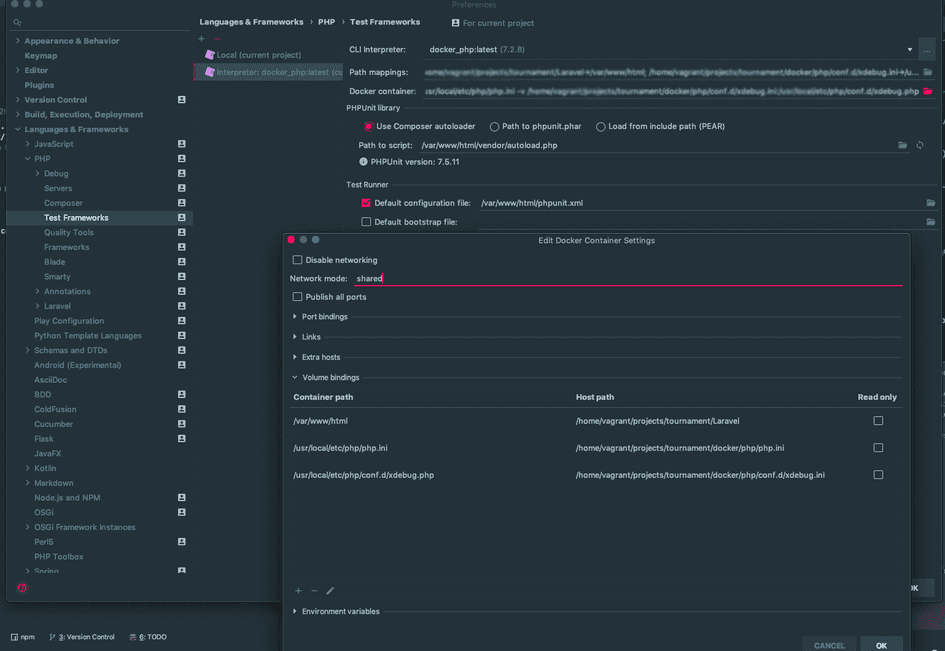 Preferences
Languages & Frameworks › PHP › Test Frameworks
For current project
Appearance & Behavior
Keymap
Editor
Plugins
Version Control
Build, Execution, Deployment
Languages & Frameworks
JavaScript
PHP
Debug
Servers
Composer
Test Frameworks
Quality Tools
Frameworks
Blade
Smarty
Annotations
Laravel
Play Configuration
Python Template Languages
Schemas and DTDs
Android (Experimental)
AsciiDoc
BDD
ColdFusion
Cucumber
Flask
JavaFX
Kotlin
Markdown
Node.js and NPM
OSGi
OSGi Framework Instances
Perl5
PHP Toolbox
Spring
Local (current project)
Interpreter: docker_php:latest (cu
CLI Interpreter: docker_php:latest (7.2.8) ...
Path mappings: ome/vagrant/projects/tournament/Laravel→/var/www/html; /home/vagrant/projects/tournament/docker/php/conf.d/xdebug.ini→/u...
Docker container: usr/local/etc/php/php.ini -v /home/vagrant/projects/tournament/docker/php/conf.d/xdebug.ini:/usr/local/etc/php/conf.d/xdebug.php
PHPUnit library
Use Composer autoloader Path to phpunit.phar Load from include path (PEAR)
Path to script: /var/www/html/vendor/autoload.php
PHPUnit version: 7.5.11
Test Runner
Default configuration file: /var/www/html/phpunit.xml
Default bootstrap file:
Edit Docker Container Settings
Disable networking
Network mode: shared
Publish all ports
Port bindings
Links
Extra hosts
Volume bindings
Container path Host path Read only
/var/www/html /home/vagrant/projects/tournament/Laravel
/usr/local/etc/php/php.ini /home/vagrant/projects/tournament/docker/php/php.ini
/usr/local/etc/php/conf.d/xdebug.php /home/vagrant/projects/tournament/docker/php/conf.d/xdebug.ini
Environment variables
CANCEL OK
OK
npm 3: Version Control 6: TODO